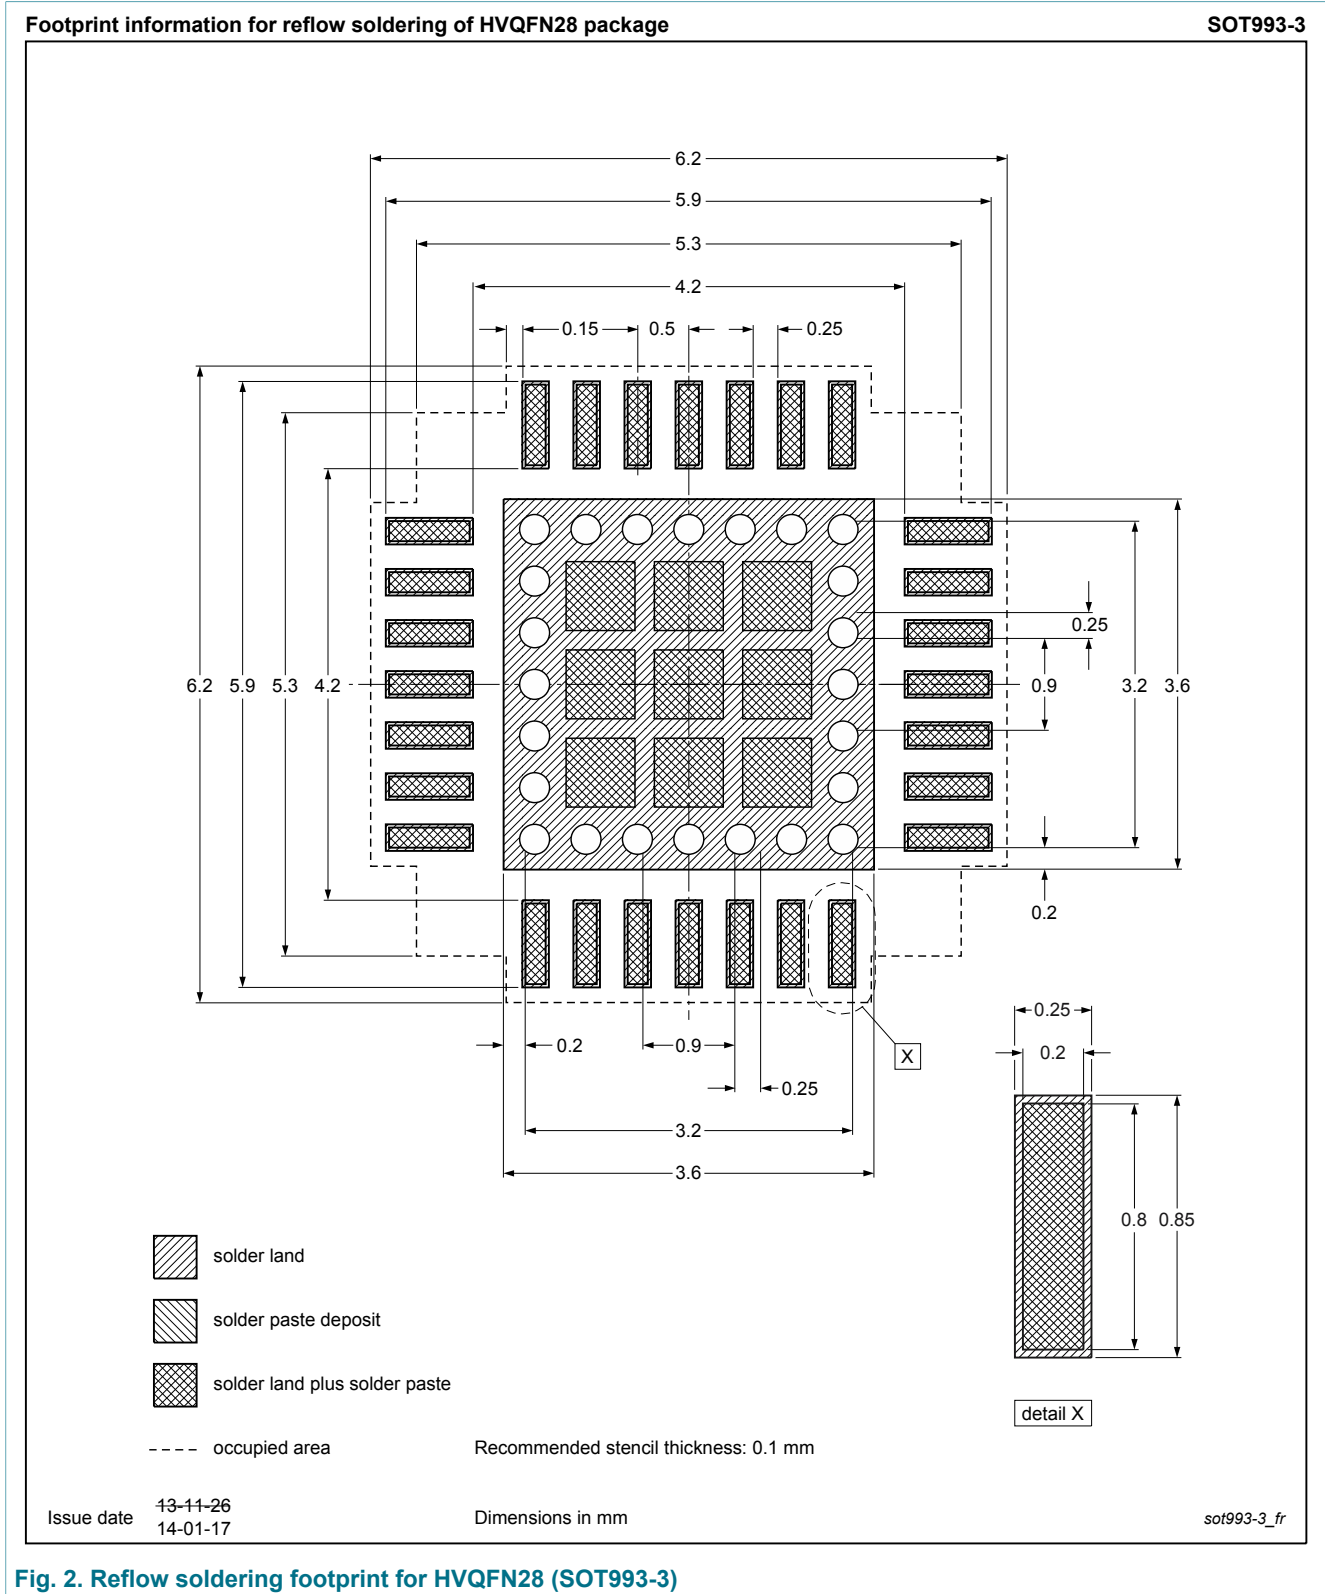 Footprint information for reflow soldering of HVQFN28 package SOT993-3
6.2
5.9
5.3
4.2
0.15 0.5 0.25
0.25
6.2 5.9 5.3 4.2 0.9 3.2 3.6
0.2
0.2 0.9 X
0.25
3.2
3.6
0.25
0.2
0.8 0.85
detail X
solder land
solder paste deposit
solder land plus solder paste
occupied area Recommended stencil thickness: 0.1 mm
Issue date 13-11-26
14-01-17
Dimensions in mm
sot993-3_fr
Fig. 2. Reflow soldering footprint for HVQFN28 (SOT993-3)